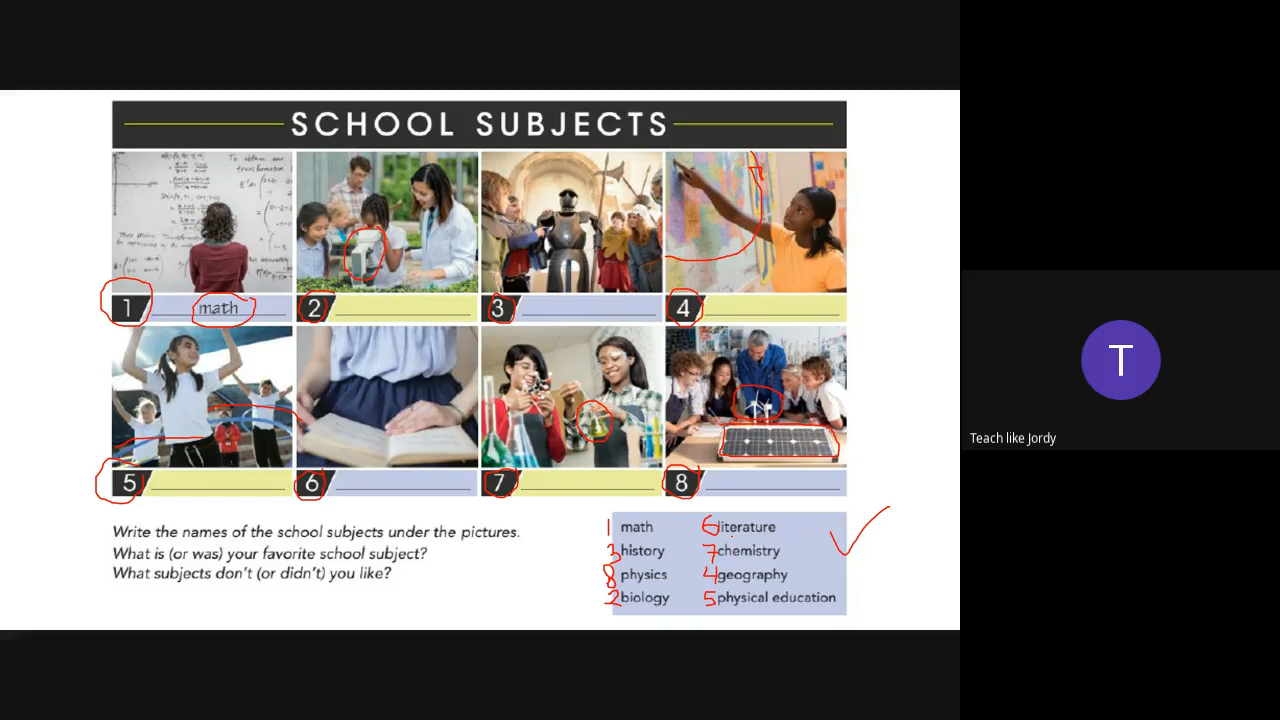 SCHOOL SUBJECTS
To obtain
1 math
2
3
4
5
6
7
8
Write the names of the school subjects under the pictures.
What is (or was) your favorite school subject?
What subjects don't (or didn't) you like?
1 math
3 history
8 physics
2 biology
6 literature
7 chemistry
4 geography
5 physical education
T
Teach like Jordy